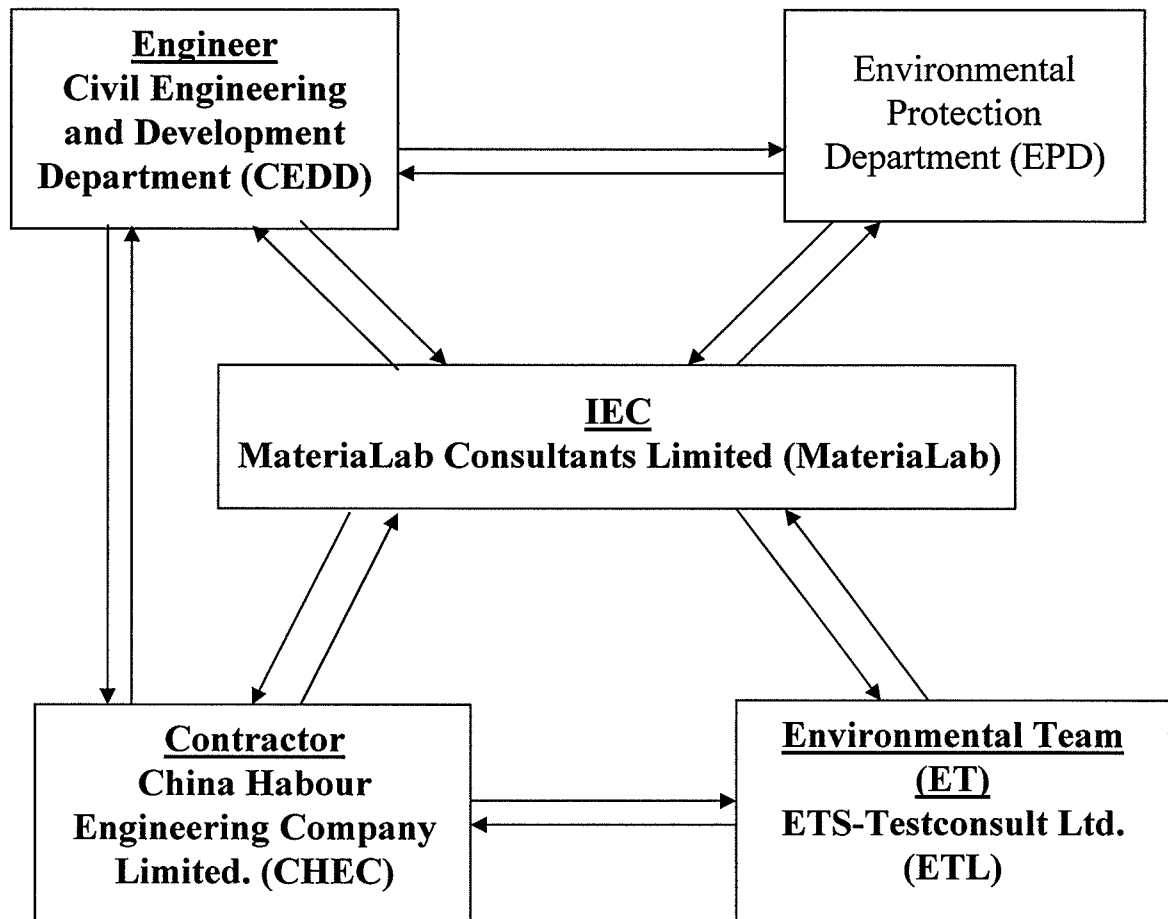 Engineer
Civil Engineering
and Development
Department (CEDD)
Environmental
Protection
Department (EPD)
IEC
MateriaLab Consultants Limited (MateriaLab)
Contractor
China Habour
Engineering Company
Limited. (CHEC)
Environmental Team
(ET)
ETS-Testconsult Ltd.
(ETL)